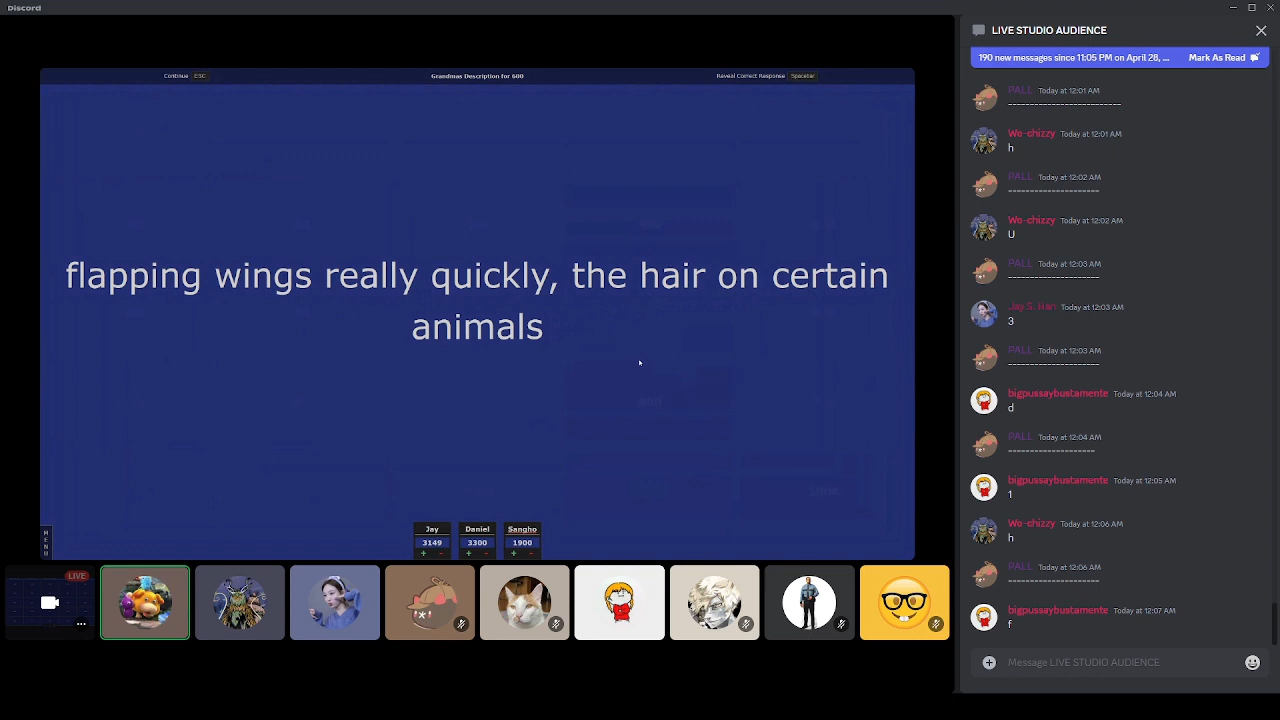 Discord
LIVE STUDIO AUDIENCE
190 new messages since 11:05 PM on April 28, ... Mark As Read
Continue ESC
Grandmas Description for 600
Reveal Correct Response Spacebar
flapping wings really quickly, the hair on certain
animals
MENU
Jay Daniel Sangho
3149 3300 1900
+ - + - + -
LIVE
PALL Today at 12:01 AM
--------------------------
Wo-chizzy Today at 12:01 AM
h
PALL Today at 12:02 AM
---------------------
Wo-chizzy Today at 12:02 AM
U
PALL Today at 12:03 AM
---------------------
Jay S. Han Today at 12:03 AM
3
PALL Today at 12:03 AM
---------------------
bigpussaybustamente Today at 12:04 AM
d
PALL Today at 12:04 AM
--------------------
bigpussaybustamente Today at 12:05 AM
1
Wo-chizzy Today at 12:06 AM
h
PALL Today at 12:06 AM
---------------------
bigpussaybustamente Today at 12:07 AM
f
Message LIVE STUDIO AUDIENCE